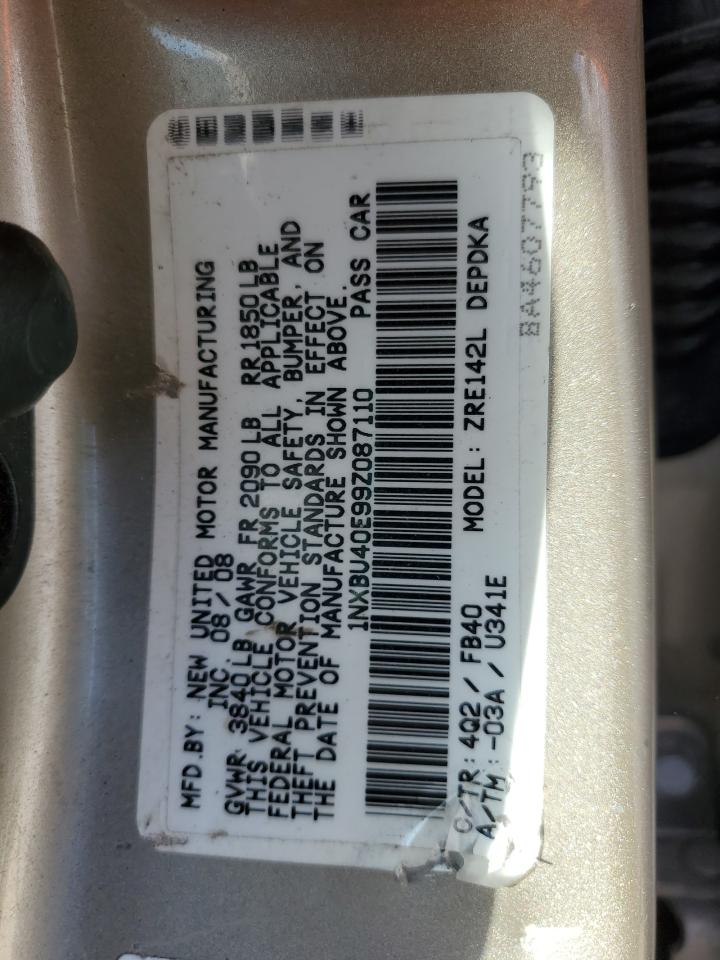 MFD.BY: NEW UNITED MOTOR MANUFACTURING
INC. 08/08
GVWR 3840LB GAWR FR 2090LB RR 1850LB
THIS VEHICLE CONFORMS TO ALL APPLICABLE
FEDERAL MOTOR VEHICLE SAFETY, BUMPER, AND
THEFT PREVENTION STANDARDS IN EFFECT ON
THE DATE OF MANUFACTURE SHOWN ABOVE.
1NXBU40E99Z087110 PASS CAR
C/TR: 4Q2 / FB40 MODEL: ZRE142L DEPDKA
A/TM: -03A / U341E
8A4607793